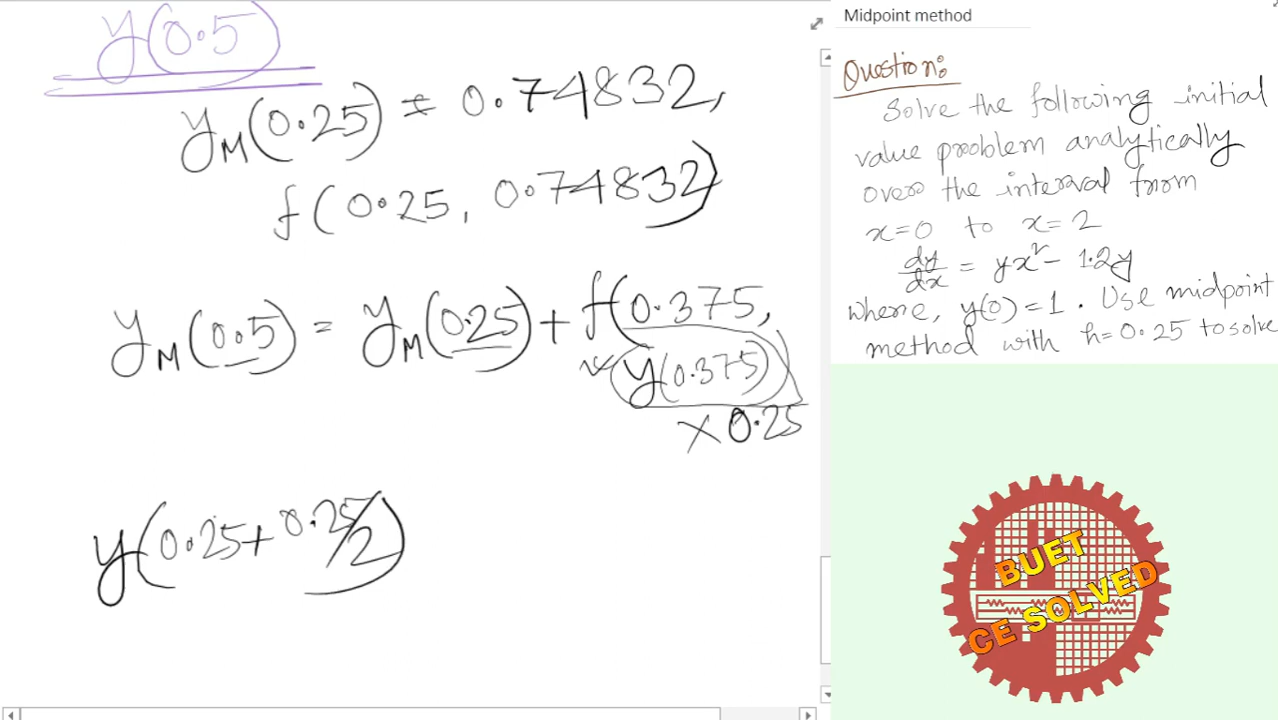 y(0.5)
y_M(0.25) = 0.74832,
f(0.25, 0.74832)
y_M(0.5) = y_M(0.25) + f(0.375,
y(0.375))
× 0.25
y(0.25+0.25/2)
Midpoint method
Question:
Solve the following initial
value problem analytically
over the interval from
x=0 to x=2
dy/dx = yx² - 1.2y
where, y(0)=1. Use midpoint
method with h=0.25 to solve
BUET
CE SOLVED